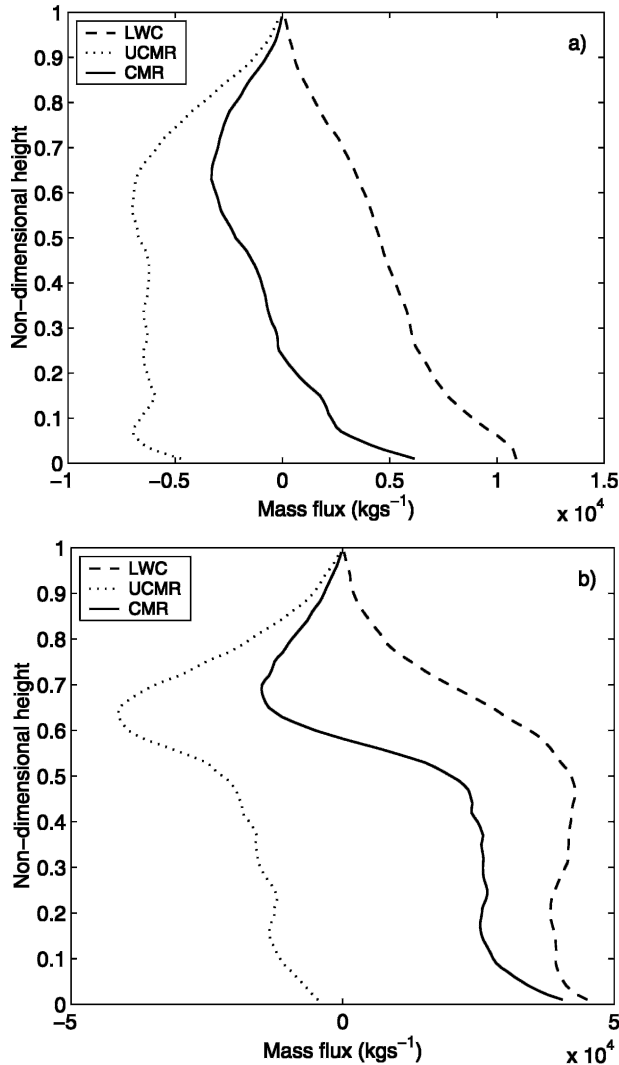 1
LWC
UCMR
CMR
a)
0.9
0.8
0.7
0.6
0.5
0.4
0.3
0.2
0.1
0
Non−dimensional height
−1
−0.5
0
0.5
1
1.5
Mass flux (kgs⁻¹)
x 10⁴
1
LWC
UCMR
CMR
b)
0.9
0.8
0.7
0.6
0.5
0.4
0.3
0.2
0.1
0
Non−dimensional height
−5
0
5
Mass flux (kgs⁻¹)
x 10⁴